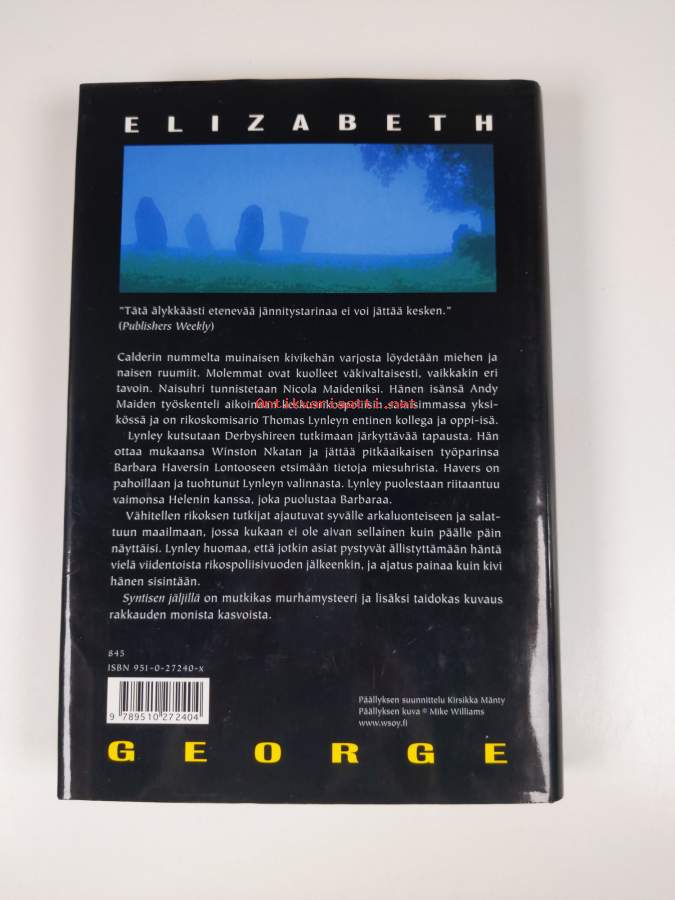 ELIZABETH
"Tätä älykkäästi etenevää jännitystarinaa ei voi jättää kesken."
(Publishers Weekly)
Calderin nummelta muinaisen kivikehän varjosta löydetään miehen ja
naisen ruumiit. Molemmat ovat kuolleet väkivaltaisesti, vaikkakin eri
tavoin. Naisuhri tunnistetaan Nicola Maideniksi. Hänen isänsä Andy
Maiden työskenteli aikoinaan keskusrikospoliisin salaisimmassa yksi-
Antikvariaatti.net
kössä ja on rikoskomisario Thomas Lynleyn entinen kollega ja oppi-isä.
Lynley kutsutaan Derbyshireen tutkimaan järkyttävää tapausta. Hän
ottaa mukaansa Winston Nkatan ja jättää pitkäaikaisen työparinsa
Barbara Haversin Lontooseen etsimään tietoja miesuhrista. Havers on
pahoillaan ja tuohtunut Lynleyn valinnasta. Lynley puolestaan riitaantuu
vaimonsa Helenin kanssa, joka puolustaa Barbaraa.
Vähitellen rikoksen tutkijat ajautuvat syvälle arkaluonteiseen ja salat-
tuun maailmaan, jossa kukaan ei ole aivan sellainen kuin päälle päin
näyttäisi. Lynley huomaa, että jotkin asiat pystyvät ällistyttämään häntä
vielä viidentoista rikospoliisivuoden jälkeenkin, ja ajatus painaa kuin kivi
hänen sisintään.
Syntisen jäljillä on mutkikas murhamysteeri ja lisäksi taidokas kuvaus
rakkauden monista kasvoista.
845
ISBN 951-0-27240-X
9 789510 272404
Päällyksen suunnittelu Kirsikka Mänty
Päällyksen kuva © Mike Williams
www.wsoy.fi
GEORGE